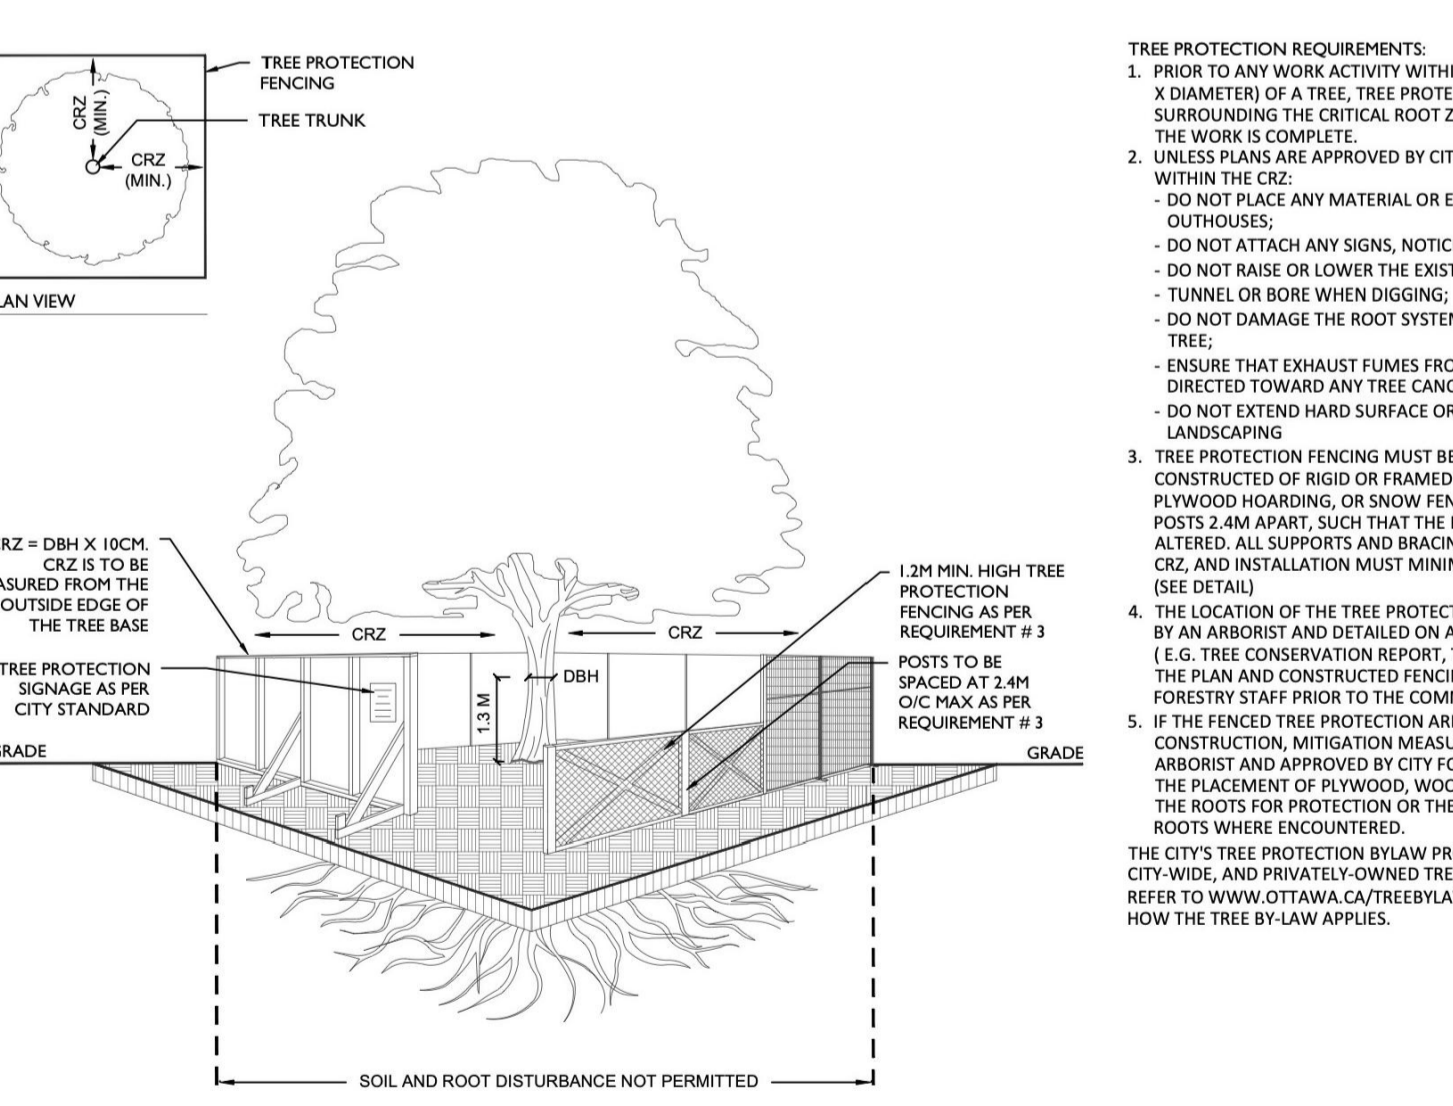 TREE PROTECTION
FENCING
TREE TRUNK
CRZ
(MIN.)
CRZ
(MIN.)
LAN VIEW
RZ = DBH X 10CM.
CRZ IS TO BE
ASURED FROM THE
OUTSIDE EDGE OF
THE TREE BASE
TREE PROTECTION
SIGNAGE AS PER
CITY STANDARD
GRADE
CRZ
CRZ
DBH
1.3 M
1.2M MIN. HIGH TREE
PROTECTION
FENCING AS PER
REQUIREMENT # 3
POSTS TO BE
SPACED AT 2.4M
O/C MAX AS PER
REQUIREMENT # 3
GRADE
SOIL AND ROOT DISTURBANCE NOT PERMITTED
TREE PROTECTION REQUIREMENTS:
1. PRIOR TO ANY WORK ACTIVITY WITHI
X DIAMETER) OF A TREE, TREE PROTE
SURROUNDING THE CRITICAL ROOT Z
THE WORK IS COMPLETE.
2. UNLESS PLANS ARE APPROVED BY CIT
WITHIN THE CRZ:
- DO NOT PLACE ANY MATERIAL OR E
OUTHOUSES;
- DO NOT ATTACH ANY SIGNS, NOTIC
- DO NOT RAISE OR LOWER THE EXIST
- TUNNEL OR BORE WHEN DIGGING;
- DO NOT DAMAGE THE ROOT SYSTEM
TREE;
- ENSURE THAT EXHAUST FUMES FRO
DIRECTED TOWARD ANY TREE CANO
- DO NOT EXTEND HARD SURFACE OR
LANDSCAPING
3. TREE PROTECTION FENCING MUST BE
CONSTRUCTED OF RIGID OR FRAMED
PLYWOOD HOARDING, OR SNOW FEN
POSTS 2.4M APART, SUCH THAT THE
ALTERED. ALL SUPPORTS AND BRACIN
CRZ, AND INSTALLATION MUST MINIM
(SEE DETAIL)
4. THE LOCATION OF THE TREE PROTECT
BY AN ARBORIST AND DETAILED ON A
( E.G. TREE CONSERVATION REPORT, T
THE PLAN AND CONSTRUCTED FENCI
FORESTRY STAFF PRIOR TO THE COM
5. IF THE FENCED TREE PROTECTION ARE
CONSTRUCTION, MITIGATION MEASU
ARBORIST AND APPROVED BY CITY FO
THE PLACEMENT OF PLYWOOD, WOO
THE ROOTS FOR PROTECTION OR THE
ROOTS WHERE ENCOUNTERED.
THE CITY'S TREE PROTECTION BYLAW PR
CITY-WIDE, AND PRIVATELY-OWNED TRE
REFER TO WWW.OTTAWA.CA/TREEBYLA
HOW THE TREE BY-LAW APPLIES.